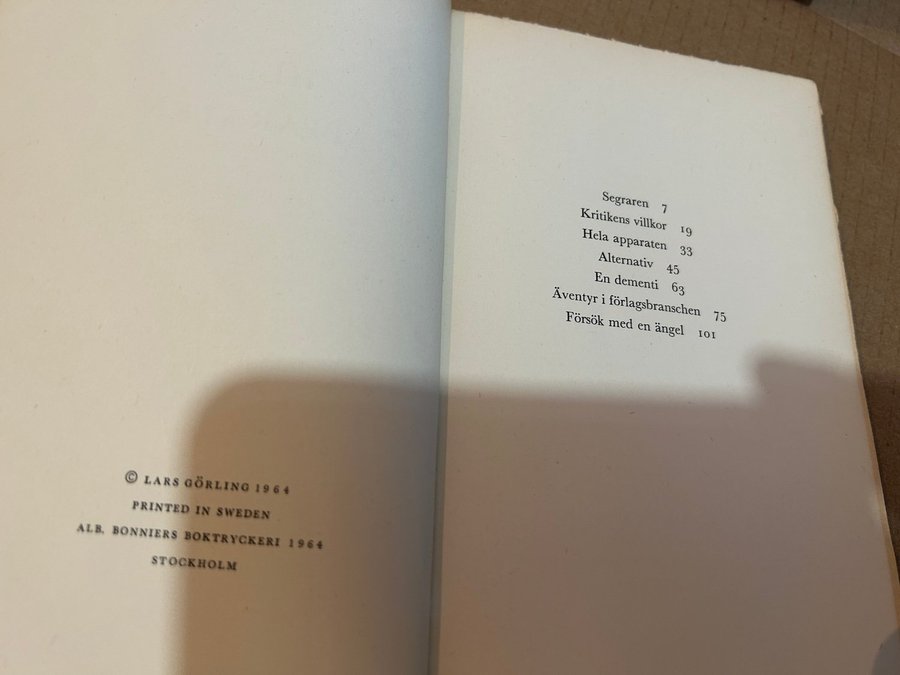 © LARS GÖRLING 1964
PRINTED IN SWEDEN
ALB. BONNIERS BOKTRYCKERI 1964
STOCKHOLM
Segraren 7
Kritikens villkor 19
Hela apparaten 33
Alternativ 45
En dementi 63
Äventyr i förlagsbranschen 75
Försök med en ängel 101